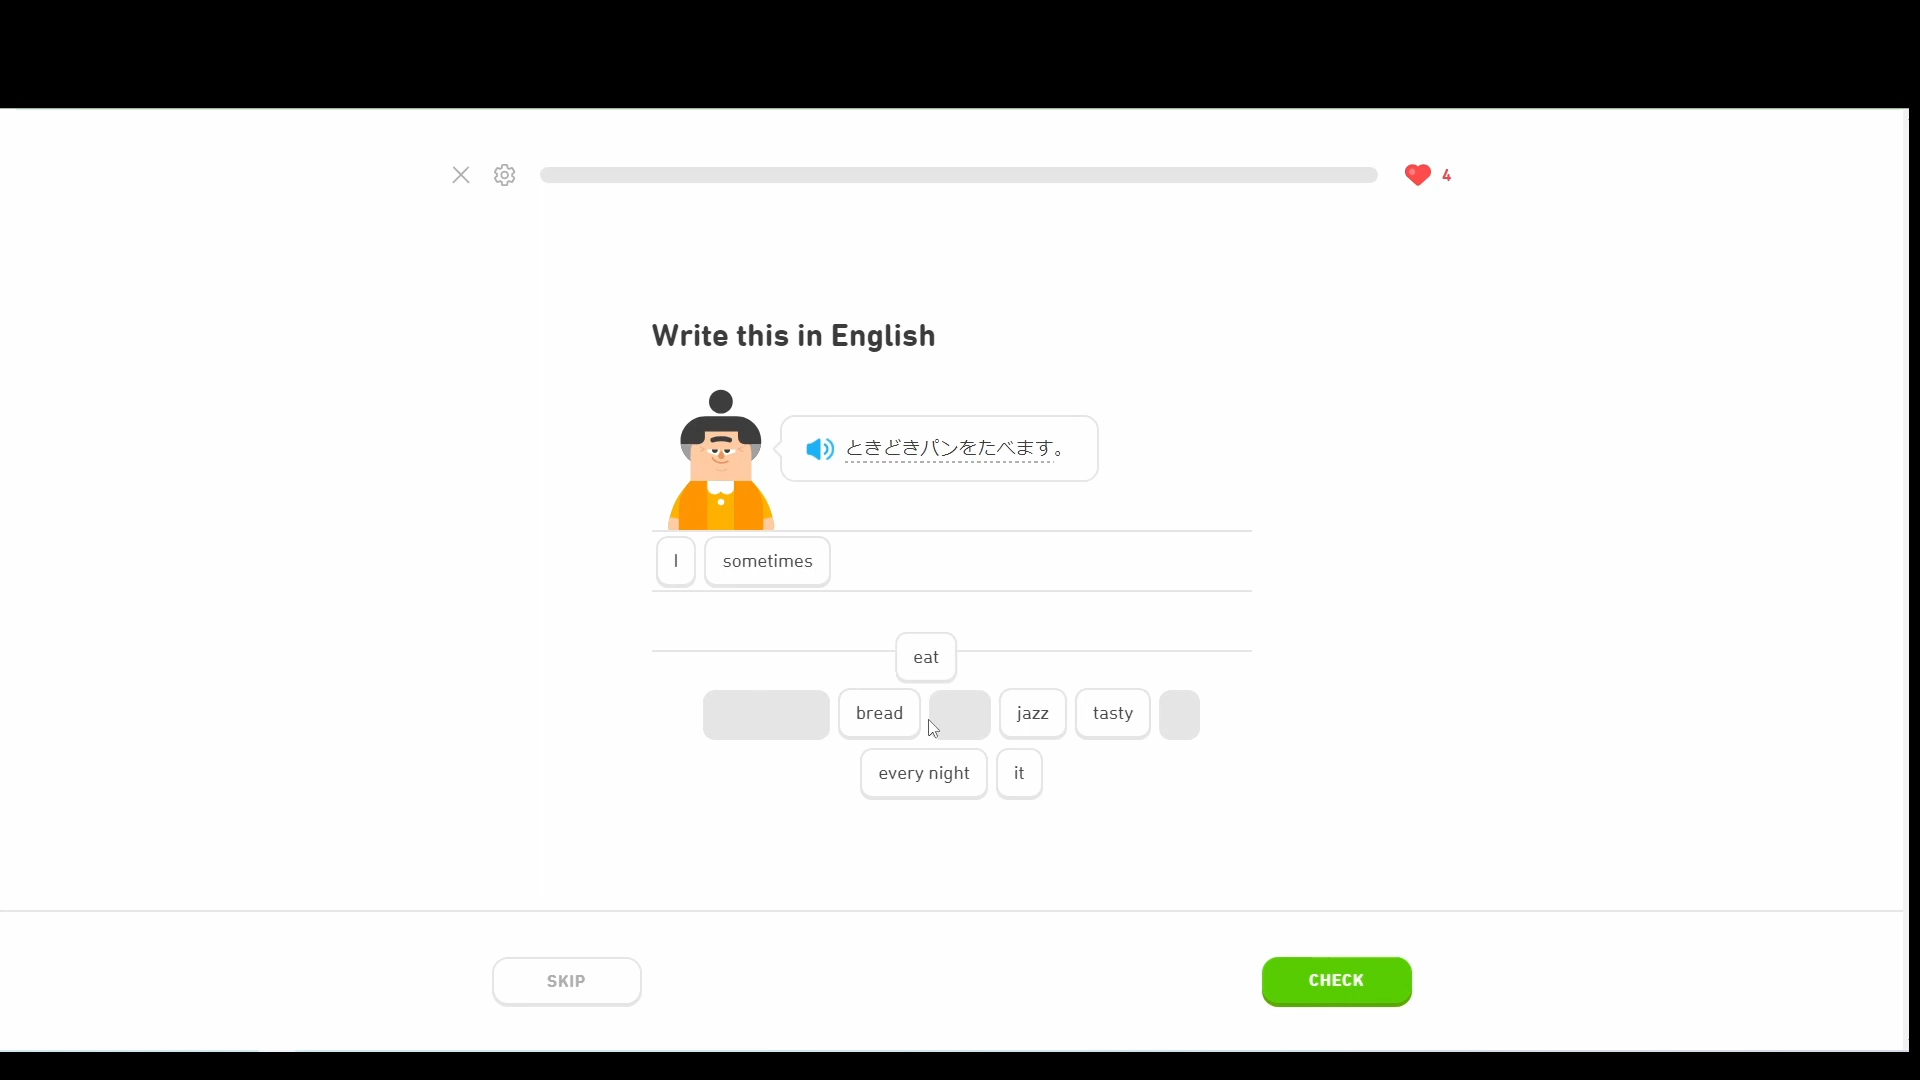 4
Write this in English
ときどきパンをたべます。
I sometimes
eat
bread jazz tasty
every night it
SKIP CHECK